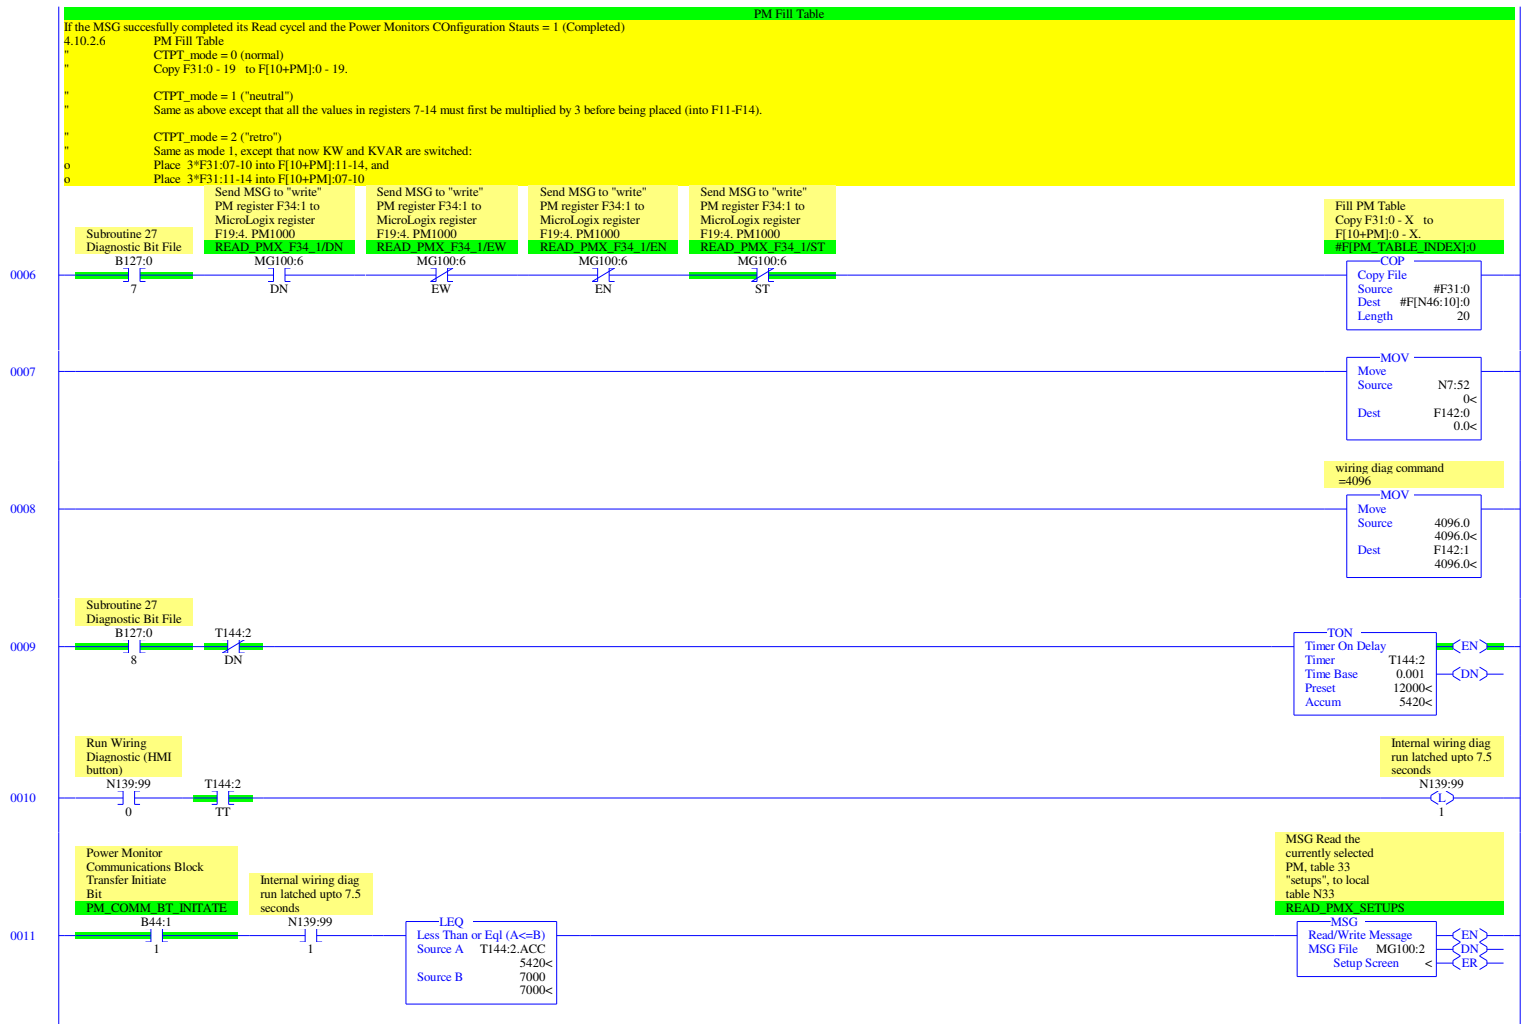 PM Fill Table
If the MSG succesfully completed its Read cycel and the Power Monitors COnfiguration Stauts = 1 (Completed)
4.10.2.6 PM Fill Table
" CTPT_mode = 0 (normal)
" Copy F31:0 - 19 to F[10+PM]:0 - 19.
" CTPT_mode = 1 ("neutral")
" Same as above except that all the values in registers 7-14 must first be multiplied by 3 before being placed (into F11-F14).
" CTPT_mode = 2 ("retro")
" Same as mode 1, except that now KW and KVAR are switched:
o Place 3*F31:07-10 into F[10+PM]:11-14, and
o Place 3*F31:11-14 into F[10+PM]:07-10
Subroutine 27
Diagnostic Bit File
B127:0
7
Send MSG to "write"
PM register F34:1 to
MicroLogix register
F19:4. PM1000
READ_PMX_F34_1/DN
MG100:6
DN
Send MSG to "write"
PM register F34:1 to
MicroLogix register
F19:4. PM1000
READ_PMX_F34_1/EW
MG100:6
EW
Send MSG to "write"
PM register F34:1 to
MicroLogix register
F19:4. PM1000
READ_PMX_F34_1/EN
MG100:6
EN
Send MSG to "write"
PM register F34:1 to
MicroLogix register
F19:4. PM1000
READ_PMX_F34_1/ST
MG100:6
ST
Fill PM Table
Copy F31:0 - X to
F[10+PM]:0 - X.
#F[PM_TABLE_INDEX]:0
0006
COP
Copy File
Source #F31:0
Dest #F[N46:10]:0
Length 20
0007
MOV
Move
Source N7:52
0<
Dest F142:0
0.0<
wiring diag command
=4096
0008
MOV
Move
Source 4096.0
4096.0<
Dest F142:1
4096.0<
Subroutine 27
Diagnostic Bit File
B127:0
8
T144:2
DN
0009
TON
Timer On Delay
Timer T144:2
Time Base 0.001
Preset 12000<
Accum 5420<
EN
DN
Run Wiring
Diagnostic (HMI
button)
N139:99
0
T144:2
TT
0010
Internal wiring diag
run latched upto 7.5
seconds
N139:99
L
1
Power Monitor
Communications Block
Transfer Initiate
Bit
PM_COMM_BT_INITATE
B44:1
1
Internal wiring diag
run latched upto 7.5
seconds
N139:99
1
0011
LEQ
Less Than or Eql (A<=B)
Source A T144:2.ACC
5420<
Source B 7000
7000<
MSG Read the
currently selected
PM, table 33
"setups", to local
table N33
READ_PMX_SETUPS
MSG
Read/Write Message
MSG File MG100:2
Setup Screen <
EN
DN
ER